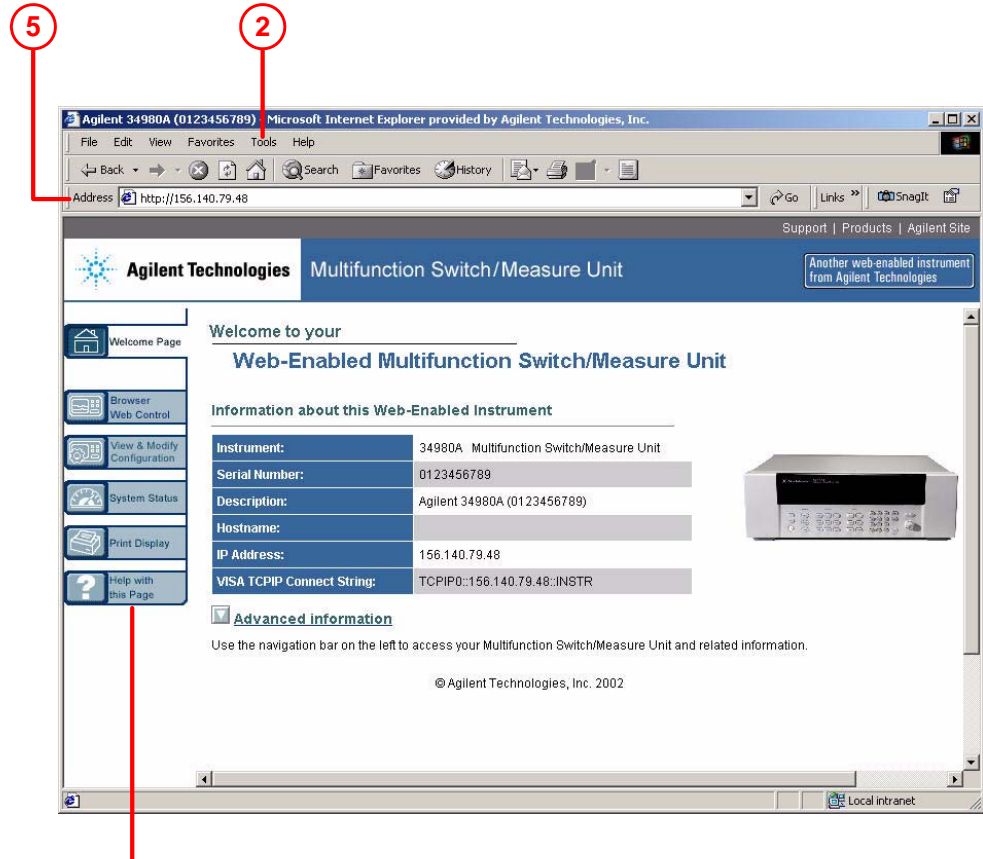 5 2
Agilent 34980A (0123456789) - Microsoft Internet Explorer provided by Agilent Technologies, Inc.
File Edit View Favorites Tools Help
Back Search Favorites History
Address http://156.140.79.48 Go Links » SnagIt
Support | Products | Agilent Site
Agilent Technologies Multifunction Switch/Measure Unit
Another web-enabled instrument
from Agilent Technologies
Welcome Page
Browser
Web Control
View & Modify
Configuration
System Status
Print Display
Help with
this Page
Welcome to your
Web-Enabled Multifunction Switch/Measure Unit
Information about this Web-Enabled Instrument
Instrument: 34980A Multifunction Switch/Measure Unit
Serial Number: 0123456789
Description: Agilent 34980A (0123456789)
Hostname:
IP Address: 156.140.79.48
VISA TCPIP Connect String: TCPIP0::156.140.79.48::INSTR
Advanced information
Use the navigation bar on the left to access your Multifunction Switch/Measure Unit and related information.
© Agilent Technologies, Inc. 2002
Local intranet